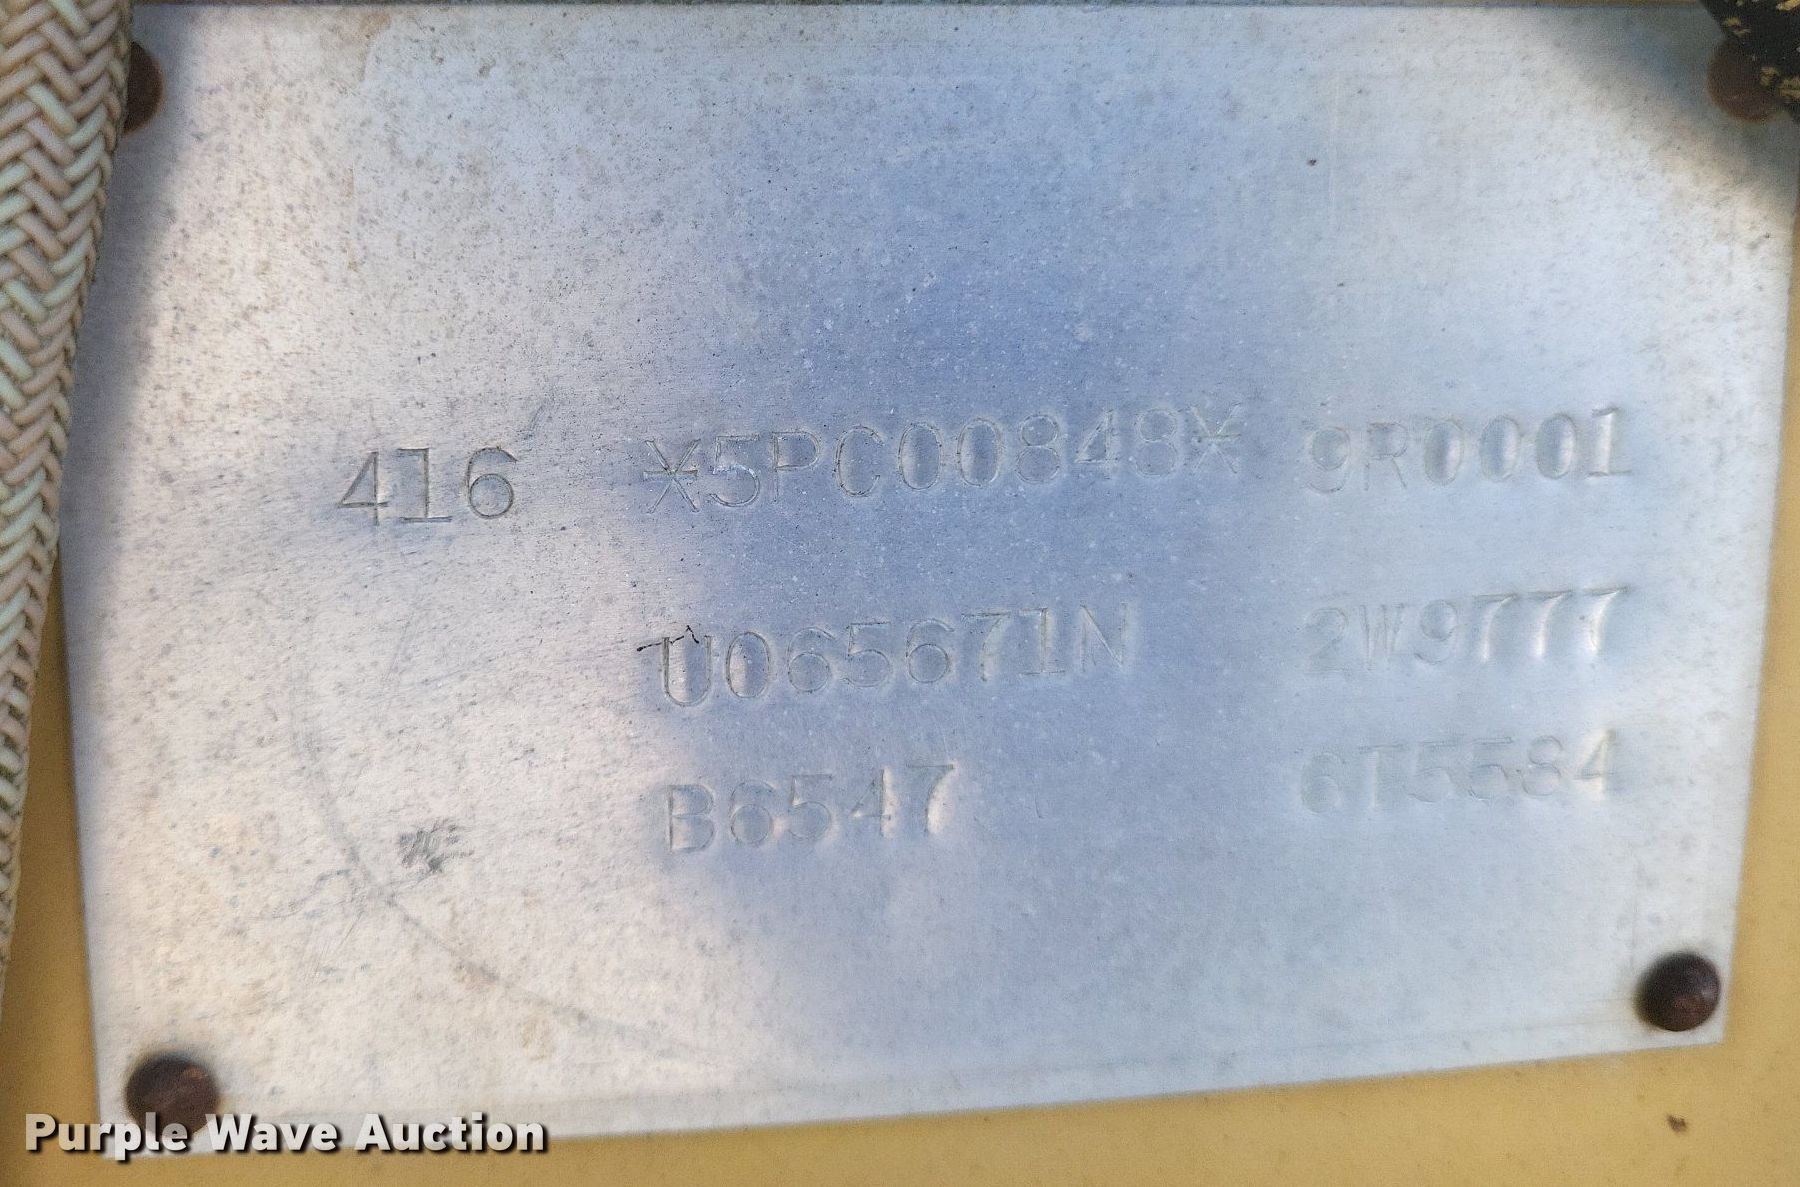 416 *5PC00848* 9R0001
U065671N 2W9777
B6547 6T5584
Purple Wave Auction